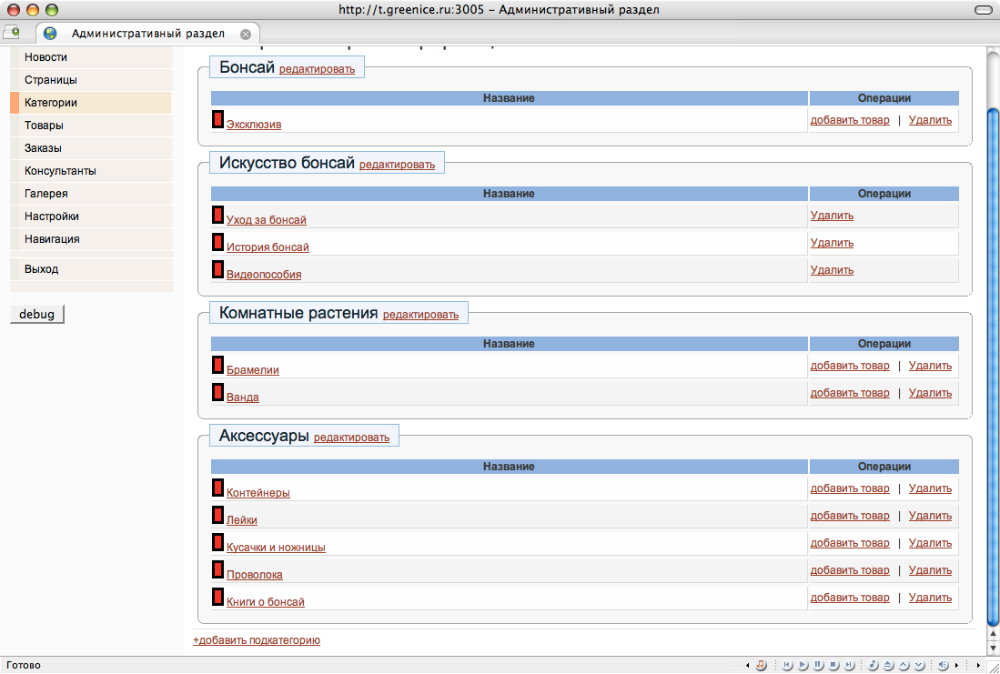 http://t.greenice.ru:3005 – Административный раздел
Административный раздел
Новости
Страницы
Категории
Товары
Заказы
Консультанты
Галерея
Настройки
Навигация
Выход
debug
Бонсай редактировать
Название Операции
Эксклюзив добавить товар | Удалить
Искусство бонсай редактировать
Название Операции
Уход за бонсай Удалить
История бонсай Удалить
Видеопособия Удалить
Комнатные растения редактировать
Название Операции
Брамелии добавить товар | Удалить
Ванда добавить товар | Удалить
Аксессуары редактировать
Название Операции
Контейнеры добавить товар | Удалить
Лейки добавить товар | Удалить
Кусачки и ножницы добавить товар | Удалить
Проволока добавить товар | Удалить
Книги о бонсай добавить товар | Удалить
+добавить подкатегорию
Готово